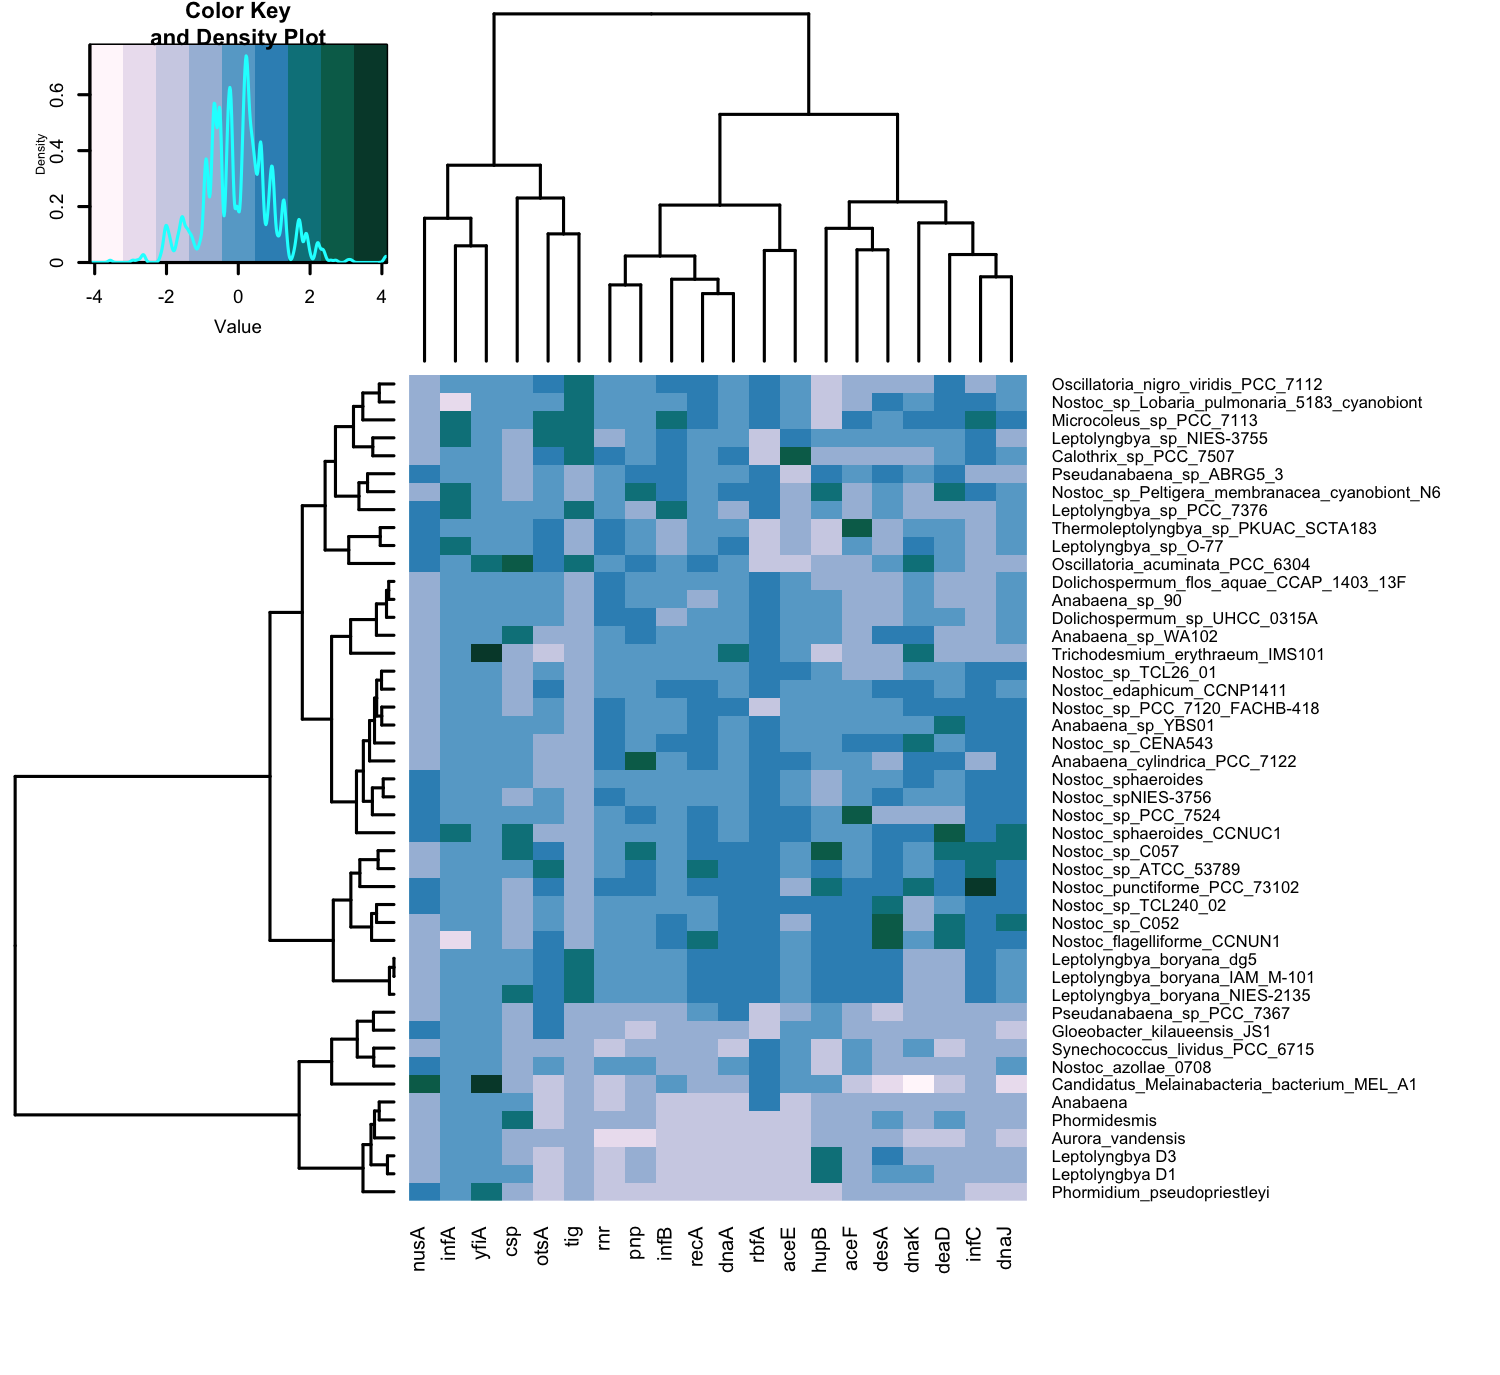 Color Key
and Density Plot
Density
0 0.2 0.4 0.6
-4 -2 0 2 4
Value
Oscillatoria_nigro_viridis_PCC_7112
Nostoc_sp_Lobaria_pulmonaria_5183_cyanobiont
Microcoleus_sp_PCC_7113
Leptolyngbya_sp_NIES-3755
Calothrix_sp_PCC_7507
Pseudanabaena_sp_ABRG5_3
Nostoc_sp_Peltigera_membranacea_cyanobiont_N6
Leptolyngbya_sp_PCC_7376
Thermoleptolyngbya_sp_PKUAC_SCTA183
Leptolyngbya_sp_O-77
Oscillatoria_acuminata_PCC_6304
Dolichospermum_flos_aquae_CCAP_1403_13F
Anabaena_sp_90
Dolichospermum_sp_UHCC_0315A
Anabaena_sp_WA102
Trichodesmium_erythraeum_IMS101
Nostoc_sp_TCL26_01
Nostoc_edaphicum_CCNP1411
Nostoc_sp_PCC_7120_FACHB-418
Anabaena_sp_YBS01
Nostoc_sp_CENA543
Anabaena_cylindrica_PCC_7122
Nostoc_sphaeroides
Nostoc_spNIES-3756
Nostoc_sp_PCC_7524
Nostoc_sphaeroides_CCNUC1
Nostoc_sp_C057
Nostoc_sp_ATCC_53789
Nostoc_punctiforme_PCC_73102
Nostoc_sp_TCL240_02
Nostoc_sp_C052
Nostoc_flagelliforme_CCNUN1
Leptolyngbya_boryana_dg5
Leptolyngbya_boryana_IAM_M-101
Leptolyngbya_boryana_NIES-2135
Pseudanabaena_sp_PCC_7367
Gloeobacter_kilaueensis_JS1
Synechococcus_lividus_PCC_6715
Nostoc_azollae_0708
Candidatus_Melainabacteria_bacterium_MEL_A1
Anabaena
Phormidesmis
Aurora_vandensis
Leptolyngbya D3
Leptolyngbya D1
Phormidium_pseudopriestleyi
nusA infA yfiA csp otsA tig rnr pnp infB recA dnaA rbfA aceE hupB aceF desA dnaK deaD infC dnaJ